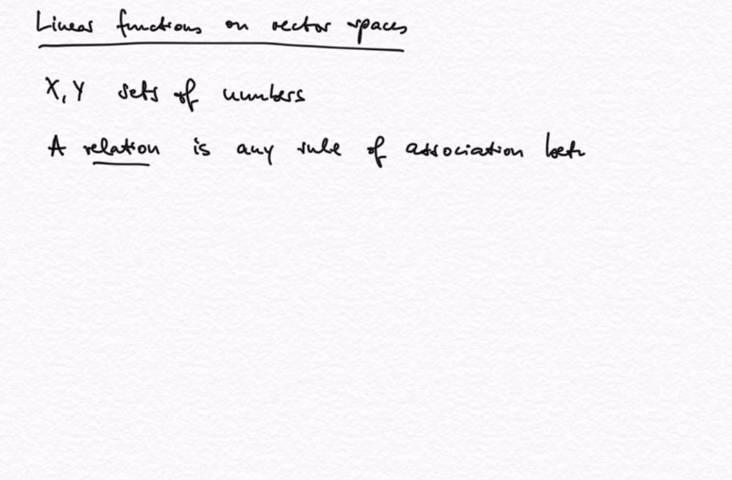 Linear functions on vector spaces
X, Y sets of numbers
A relation is any rule of association betw